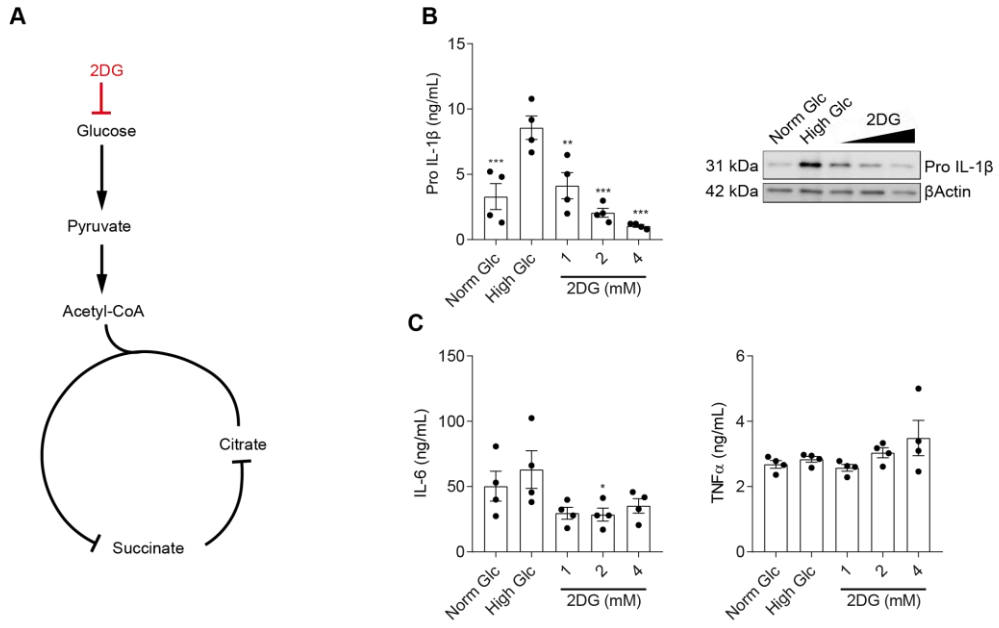 A
2DG
Glucose
Pyruvate
Acetyl-CoA
Citrate
Succinate
B
Pro IL-1β (ng/mL)
15
10
5
0
***
**
***
***
Norm Glc
High Glc
1
2
4
2DG (mM)
Norm Glc
High Glc
2DG
31 kDa
Pro IL-1β
42 kDa
βActin
C
IL-6 (ng/mL)
150
100
50
0
*
Norm Glc
High Glc
1
2
4
2DG (mM)
TNFα (ng/mL)
6
4
2
0
Norm Glc
High Glc
1
2
4
2DG (mM)